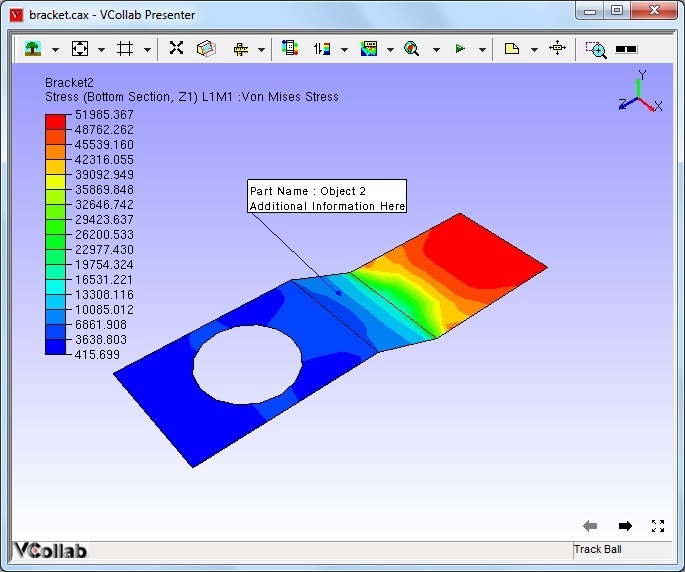 bracket.cax - VCollab Presenter
Bracket2
Stress (Bottom Section, Z1) L1M1 :Von Mises Stress
51985.367
48762.262
45539.160
42316.055
39092.949
35869.848
32646.742
29423.637
26200.533
22977.430
19754.324
16531.221
13308.116
10085.012
6861.908
3638.803
415.699
Y
Z
X
Part Name : Object 2
Additional Information Here
VCollab
Track Ball